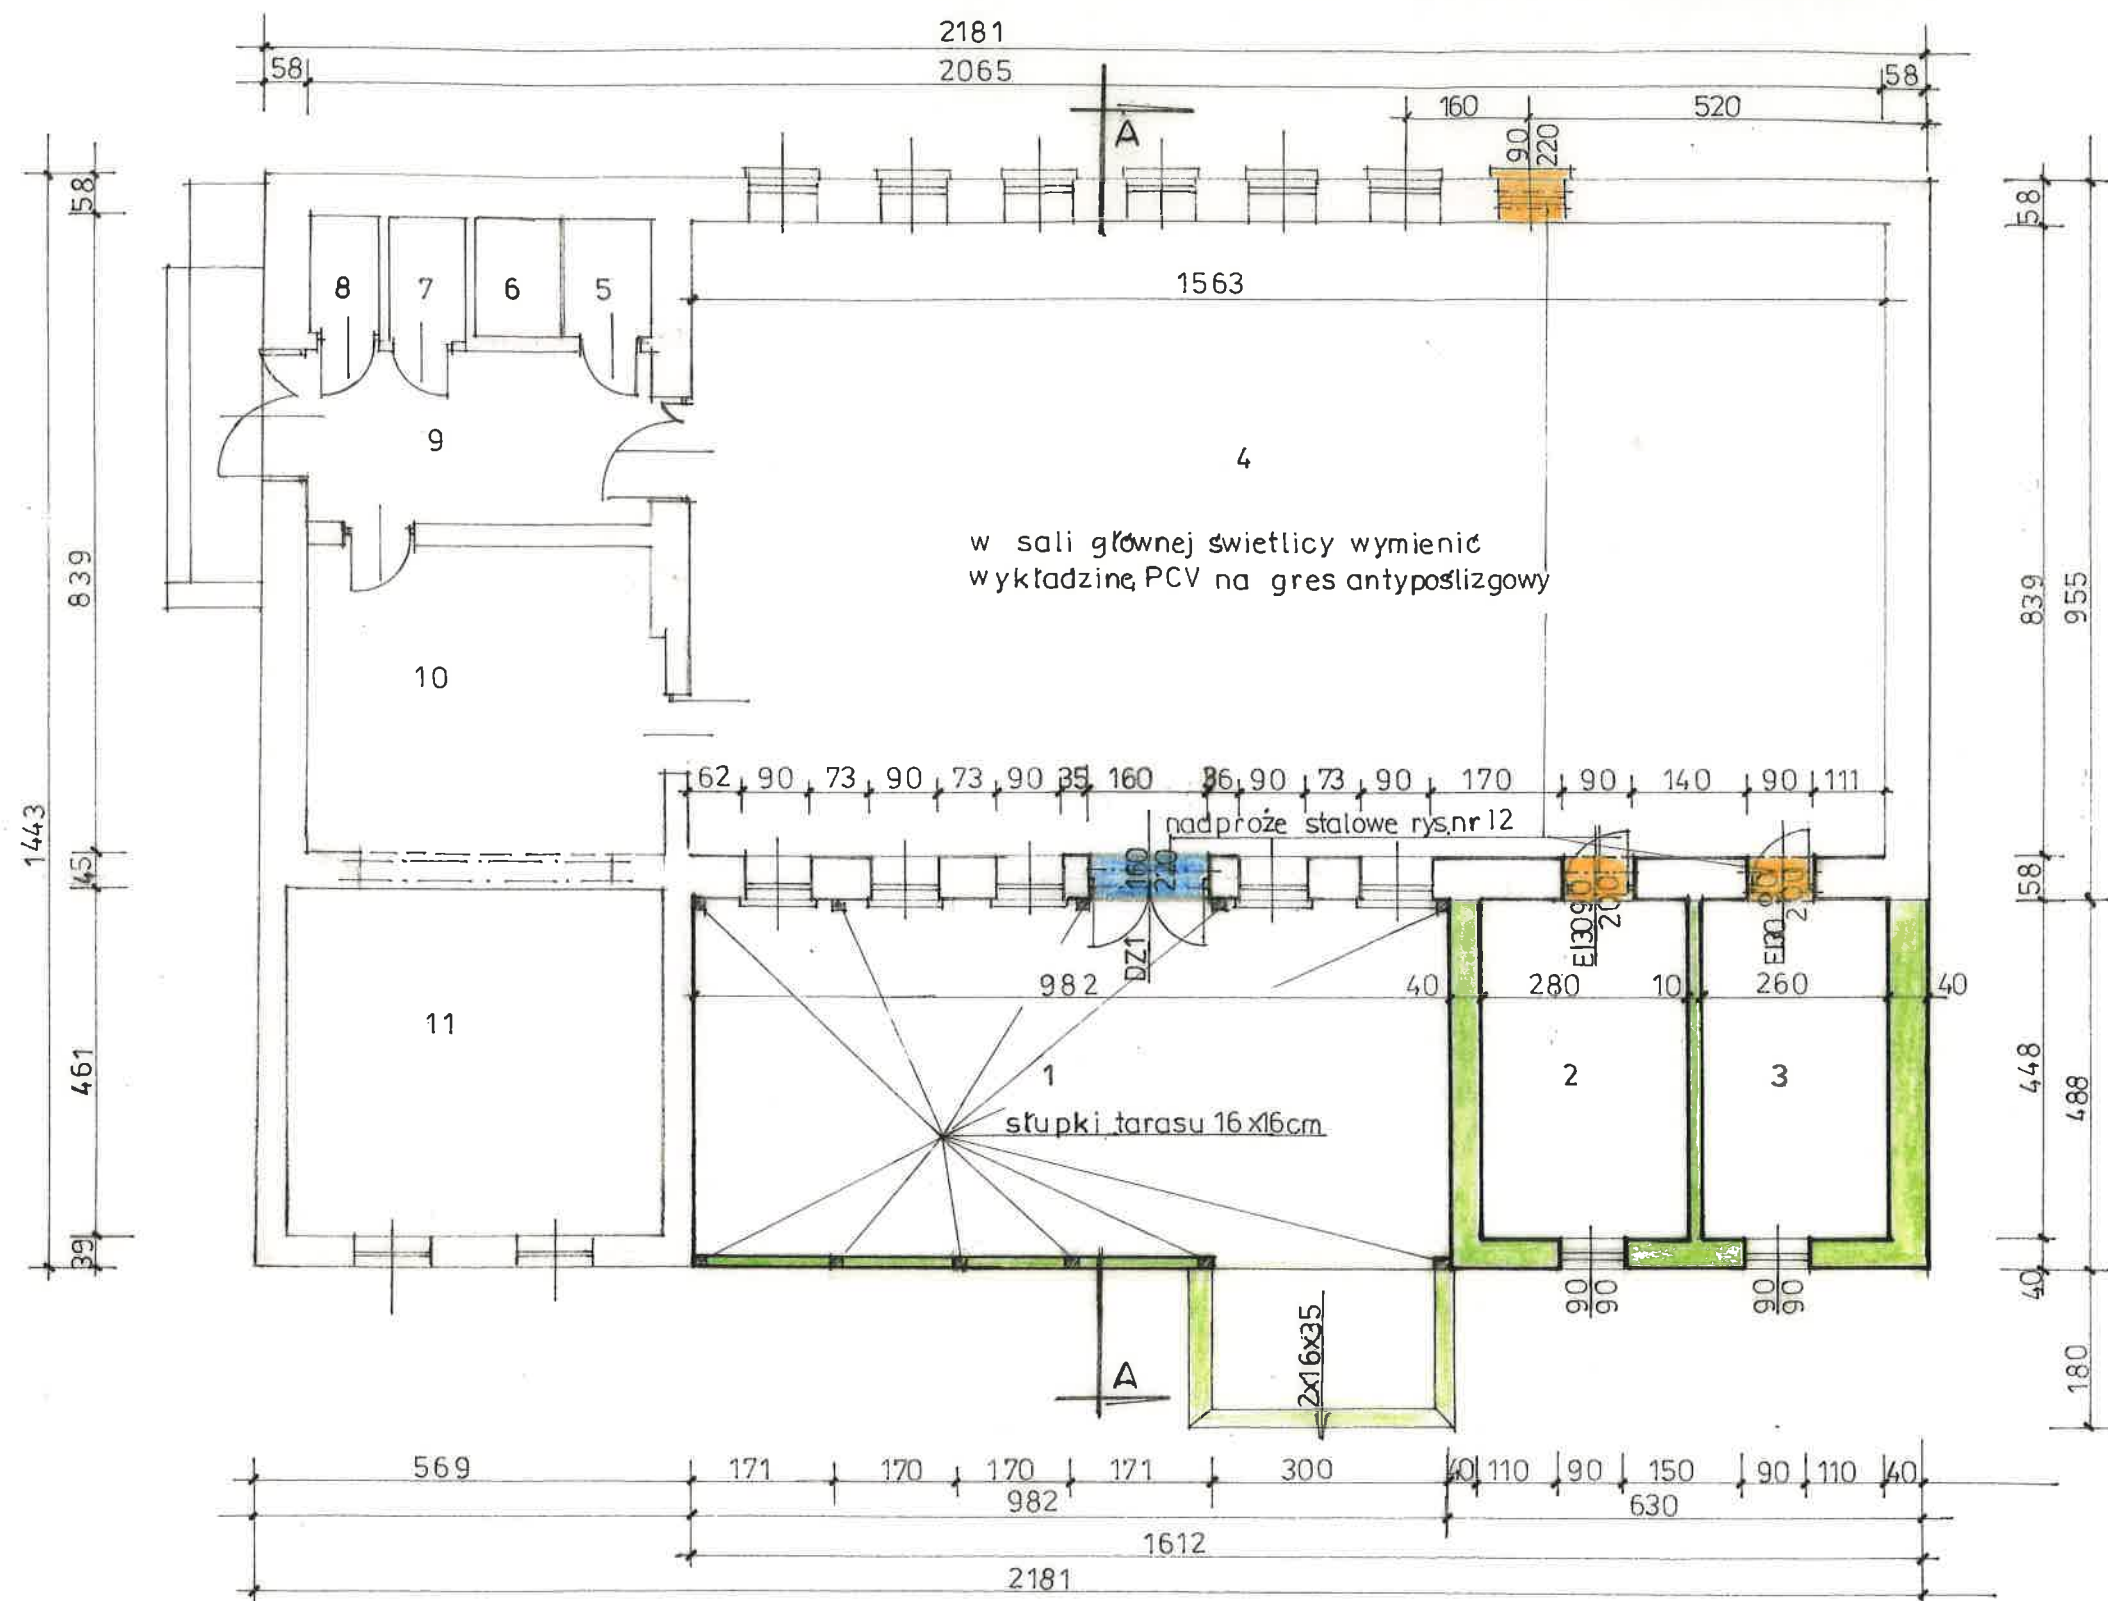 2181
58 2065 58
160 520
A
90
220
58
58
8 7 6 5
1563
9
4
w sali głównej świetlicy wymienić
wykładzinę PCV na gres antypoślizgowy
839
839
955
10
1443
62 90 73 90 73 90 35 160 36 90 73 90 170 90 140 90 111
nadproże stalowe rys.nr 12
160
220
45
58
EI30 90
200
EI30 90
200
DZ1
982 40 280 10 260 40
11
1 2 3
461
448
488
słupki tarasu 16x16cm
39
40
90
90
90
90
2x16x35
A
180
569 171 170 170 171 300 40 110 90 150 90 110 40
982 630
1612
2181